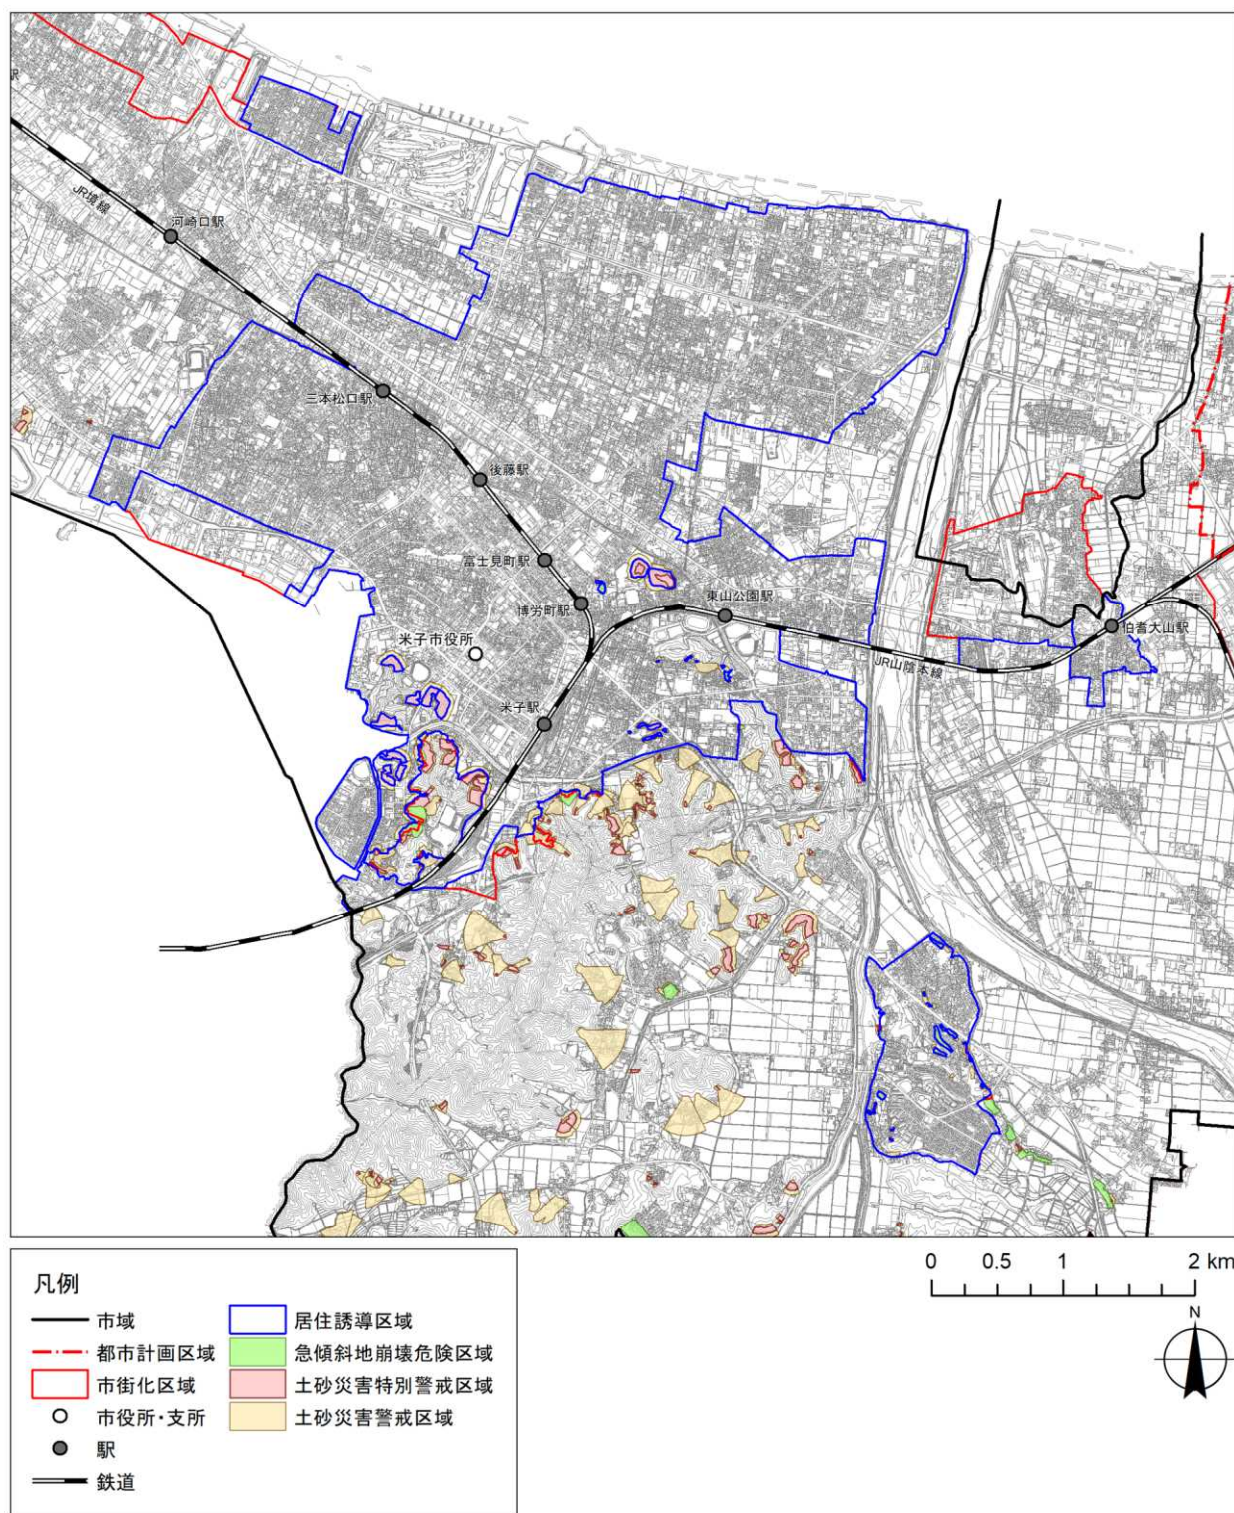 駅
JR境線
河崎口駅
三本松口駅
後藤駅
富士見町駅
博労町駅
東山公園駅
米子市役所
伯耆大山駅
JR山陰本線
米子駅
凡例
市域
都市計画区域
市街化区域
市役所・支所
駅
鉄道
居住誘導区域
急傾斜地崩壊危険区域
土砂災害特別警戒区域
土砂災害警戒区域
0 0.5 1 2 km
N